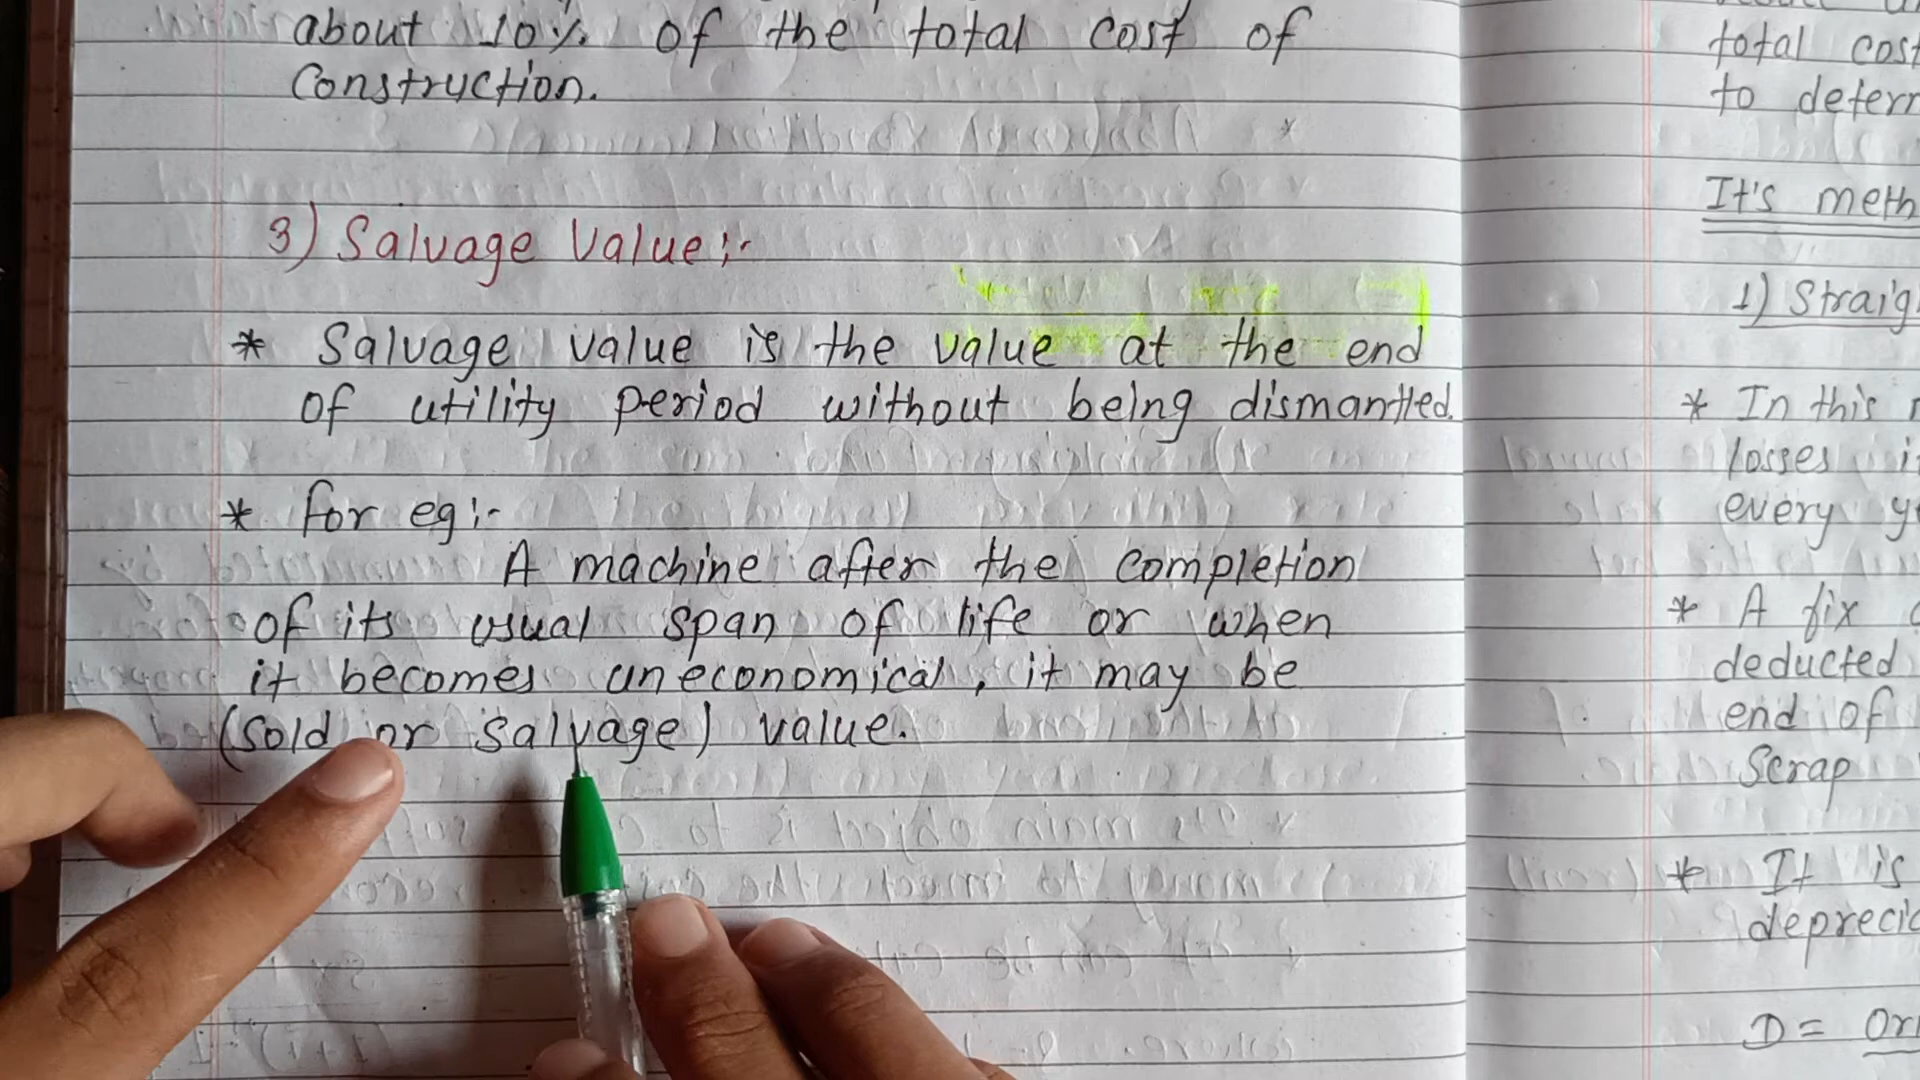 about 10% of the total cost of
Construction.
3) Salvage Value :-
* Salvage value is the value at the end
of utility period without being dismantled.
* for eg :-
A machine after the completion
of its usual span of life or when
it becomes uneconomical, it may be
(sold or salvage) value.
total cost
to deter
It's meth
1) Straig
* In this
losses
every
* A fix
deducted
end of
Scrap
* It is
deprecia
D = Ori